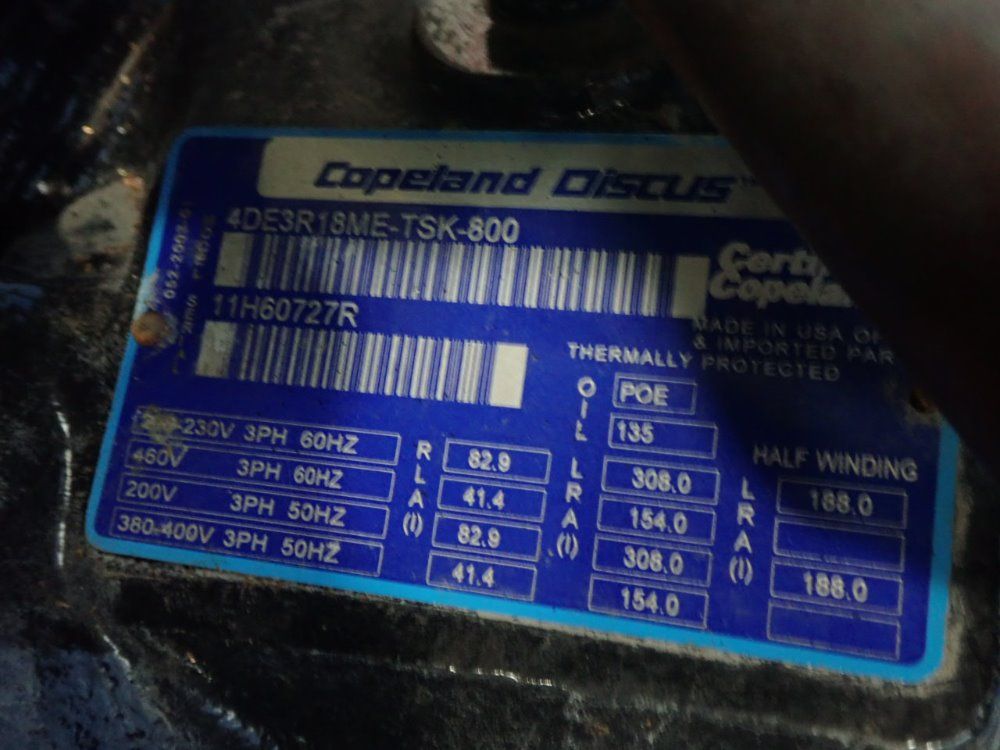 Copeland Discus™
4DE3R18ME-TSK-800
11H60727R
Copela
MADE IN USA OF
& IMPORTED PAR
THERMALLY PROTECTED
OIL POE
135
HALF WINDING
-230V 3PH 60HZ RLA(I) 82.9 LRA(I) 308.0 LRA(I) 188.0
460V 3PH 60HZ 41.4 154.0
200V 3PH 50HZ 82.9 308.0 188.0
380-400V 3PH 50HZ 41.4 154.0